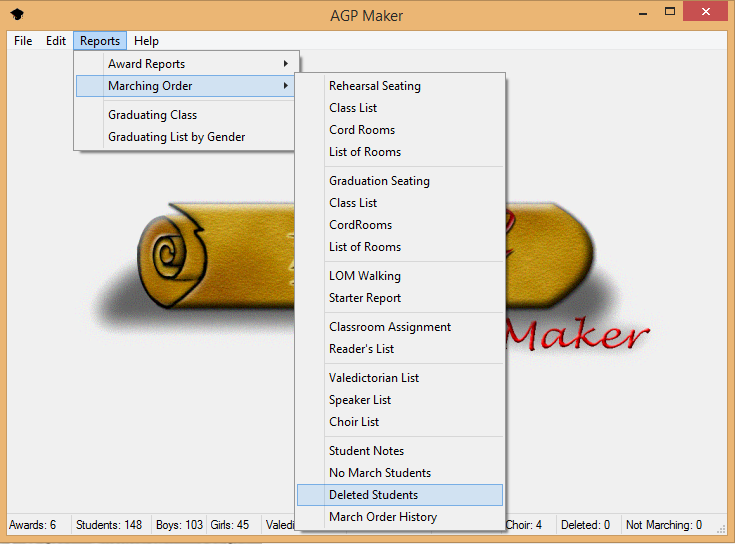 AGP Maker
File Edit Reports Help
Award Reports
Marching Order
Graduating Class
Graduating List by Gender
Rehearsal Seating
Class List
Cord Rooms
List of Rooms
Graduation Seating
Class List
CordRooms
List of Rooms
LOM Walking
Starter Report
Classroom Assignment
Reader's List
Valedictorian List
Speaker List
Choir List
Student Notes
No March Students
Deleted Students
March Order History
Maker
Awards: 6 Students: 148 Boys: 103 Girls: 45 Choir: 4 Deleted: 0 Not Marching: 0